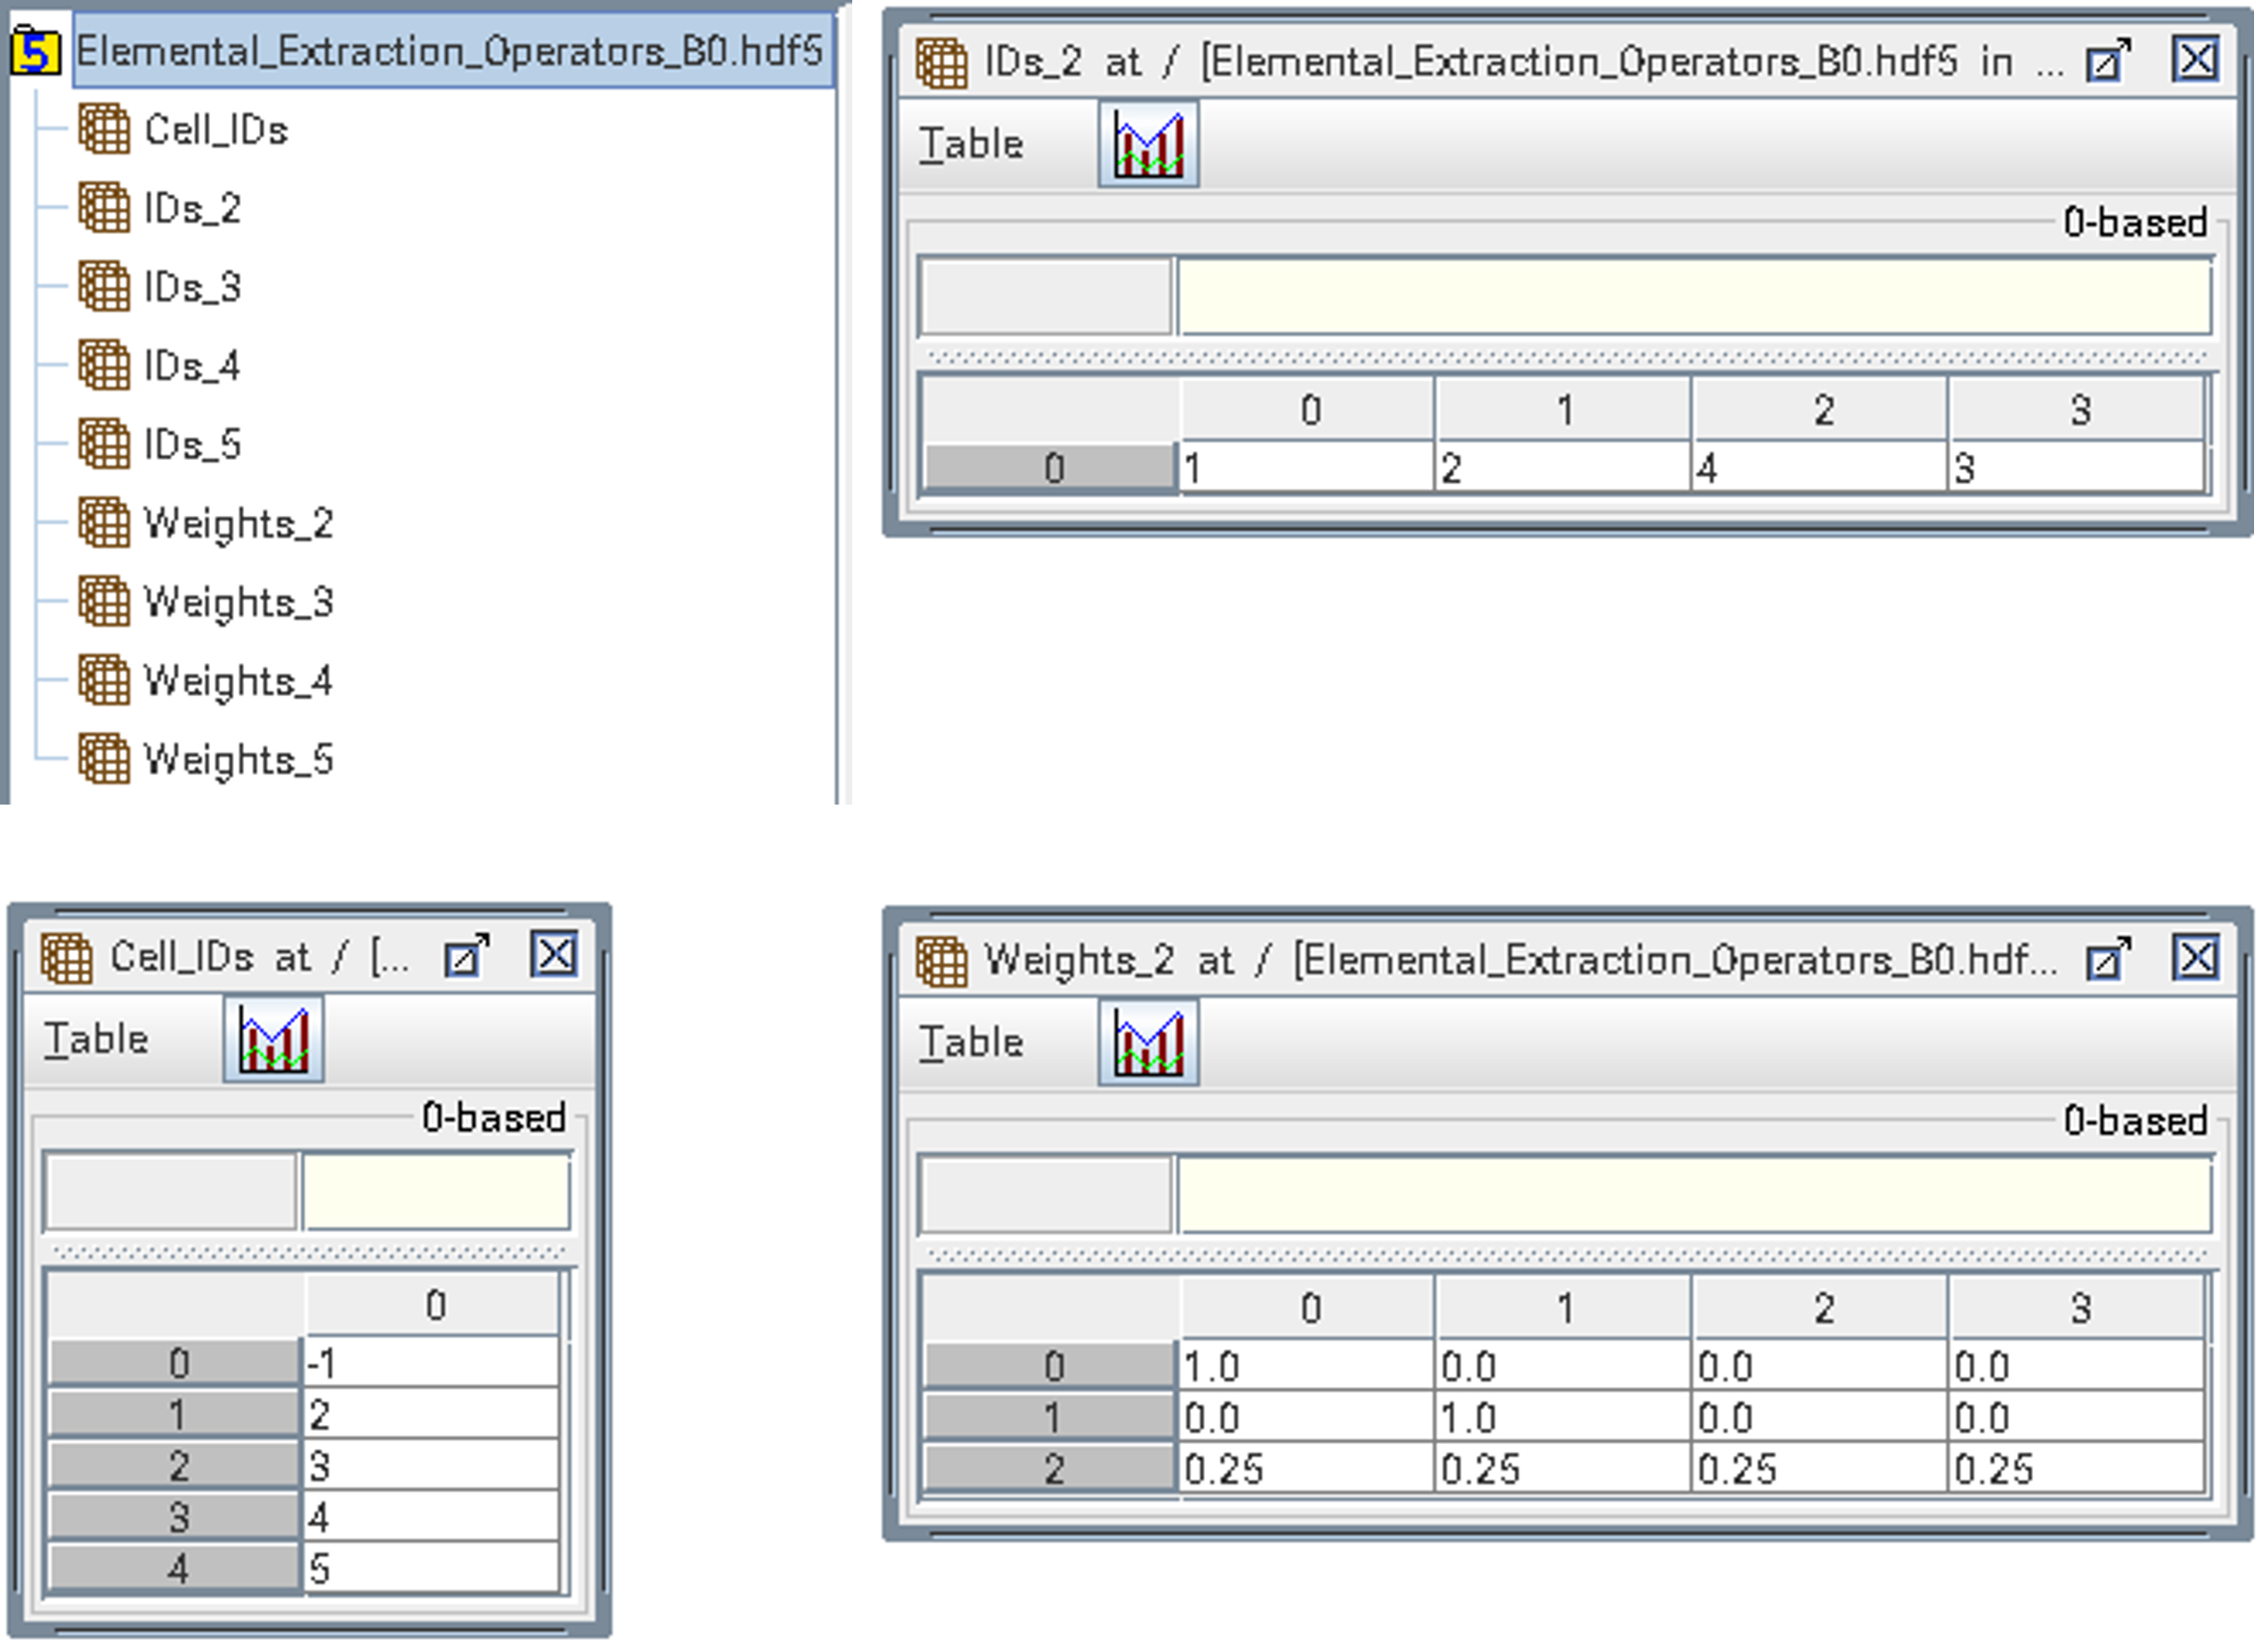 5 Elemental_Extraction_Operators_B0.hdf5
Cell_IDs
IDs_2
IDs_3
IDs_4
IDs_5
Weights_2
Weights_3
Weights_4
Weights_5
IDs_2 at / [Elemental_Extraction_Operators_B0.hdf5 in ...
Table
0-based
0 1 2 3
0 1 2 4 3
Cell_IDs at / [...
Table
0-based
0
0 -1
1 2
2 3
3 4
4 5
Weights_2 at / [Elemental_Extraction_Operators_B0.hdf...
Table
0-based
0 1 2 3
0 1.0 0.0 0.0 0.0
1 0.0 1.0 0.0 0.0
2 0.25 0.25 0.25 0.25